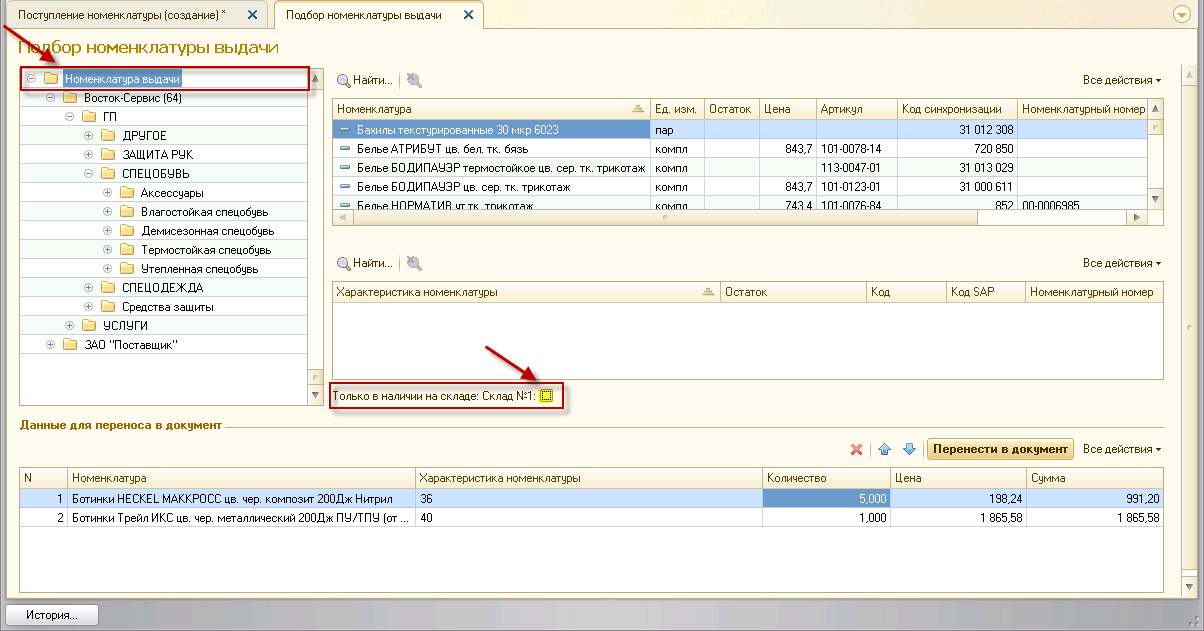 Поступление номенклатуры (создание) *
Подбор номенклатуры выдачи
Подбор номенклатуры выдачи
Номенклатура выдачи
Восток-Сервис (64)
ГП
ДРУГОЕ
ЗАЩИТА РУК
СПЕЦОБУВЬ
Аксессуары
Влагостойкая спецобувь
Демисезонная спецобувь
Термостойкая спецобувь
Утепленная спецобувь
СПЕЦОДЕЖДА
Средства защиты
УСЛУГИ
ЗАО "Поставщик"
Найти... Все действия
Номенклатура Ед. изм. Остаток Цена Артикул Код синхронизации Номенклатурный номер
Бахилы текстурированные 30 мкр 6023 пар 31 012 308
Белье АТРИБУТ цв. бел. тк. бязь компл 843,7 101-0078-14 720 850
Белье БОДИПАУЭР термостойкое цв. сер. тк. трикотаж компл 113-0047-01 31 013 029
Белье БОДИПАУЭР цв. сер. тк. трикотаж компл 843,7 101-0123-01 31 000 611
Белье НОРМАТИВ ут тк. трикотаж компл 743,4 101-0076-84 852 00-0006985
Найти... Все действия
Характеристика номенклатуры Остаток Код Код SAP Номенклатурный номер
Только в наличии на складе: Склад №1:
Данные для переноса в документ
Перенести в документ Все действия
N Номенклатура Характеристика номенклатуры Количество Цена Сумма
1 Ботинки HECKEL МАККРОСС цв. чер. композит 200Дж Нитрил 36 5,000 198,24 991,20
2 Ботинки Трейл ИКС цв. чер. металлический 200Дж ПУ/ТПУ (от ... 40 1,000 1 865,58 1 865,58
История...